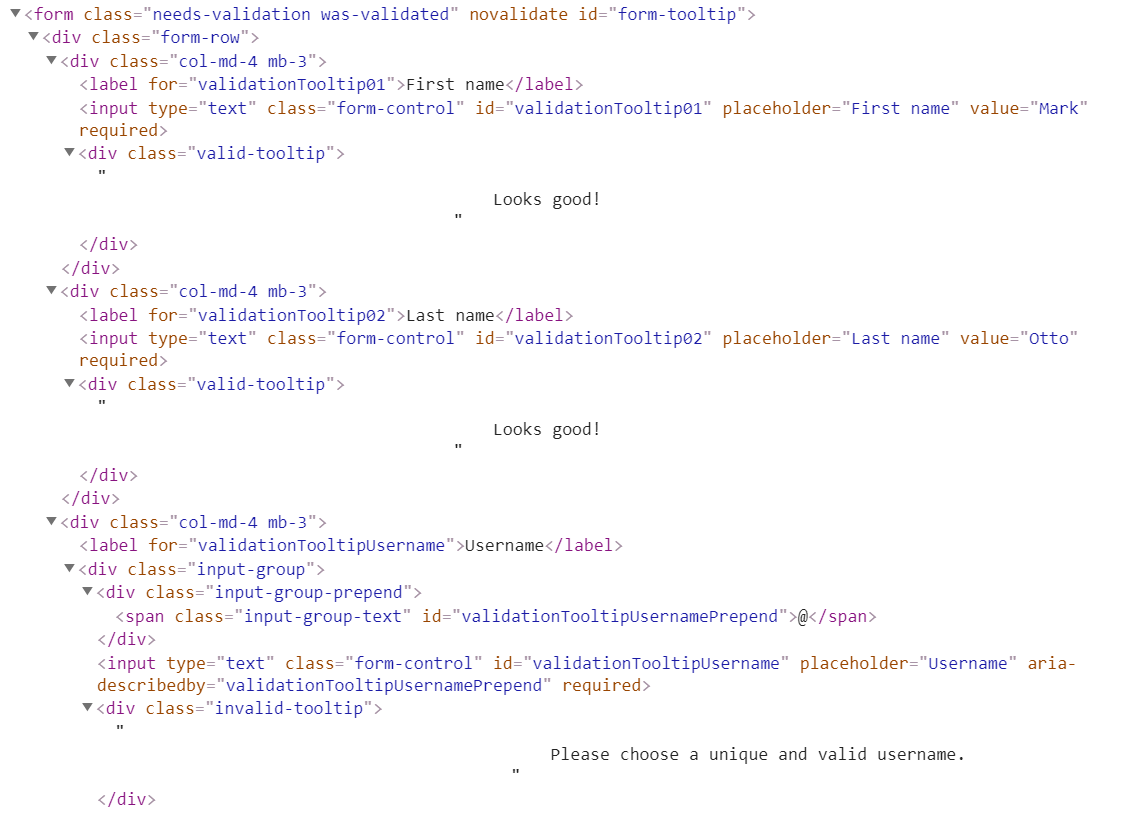 ▼<form class="needs-validation was-validated" novalidate id="form-tooltip">
▼<div class="form-row">
▼<div class="col-md-4 mb-3">
<label for="validationTooltip01">First name</label>
<input type="text" class="form-control" id="validationTooltip01" placeholder="First name" value="Mark"
required>
▼<div class="valid-tooltip">
"
Looks good!
"
</div>
</div>
▼<div class="col-md-4 mb-3">
<label for="validationTooltip02">Last name</label>
<input type="text" class="form-control" id="validationTooltip02" placeholder="Last name" value="Otto"
required>
▼<div class="valid-tooltip">
"
Looks good!
"
</div>
</div>
▼<div class="col-md-4 mb-3">
<label for="validationTooltipUsername">Username</label>
▼<div class="input-group">
▼<div class="input-group-prepend">
<span class="input-group-text" id="validationTooltipUsernamePrepend">@</span>
</div>
<input type="text" class="form-control" id="validationTooltipUsername" placeholder="Username" aria-
describedby="validationTooltipUsernamePrepend" required>
▼<div class="invalid-tooltip">
"
Please choose a unique and valid username.
"
</div>